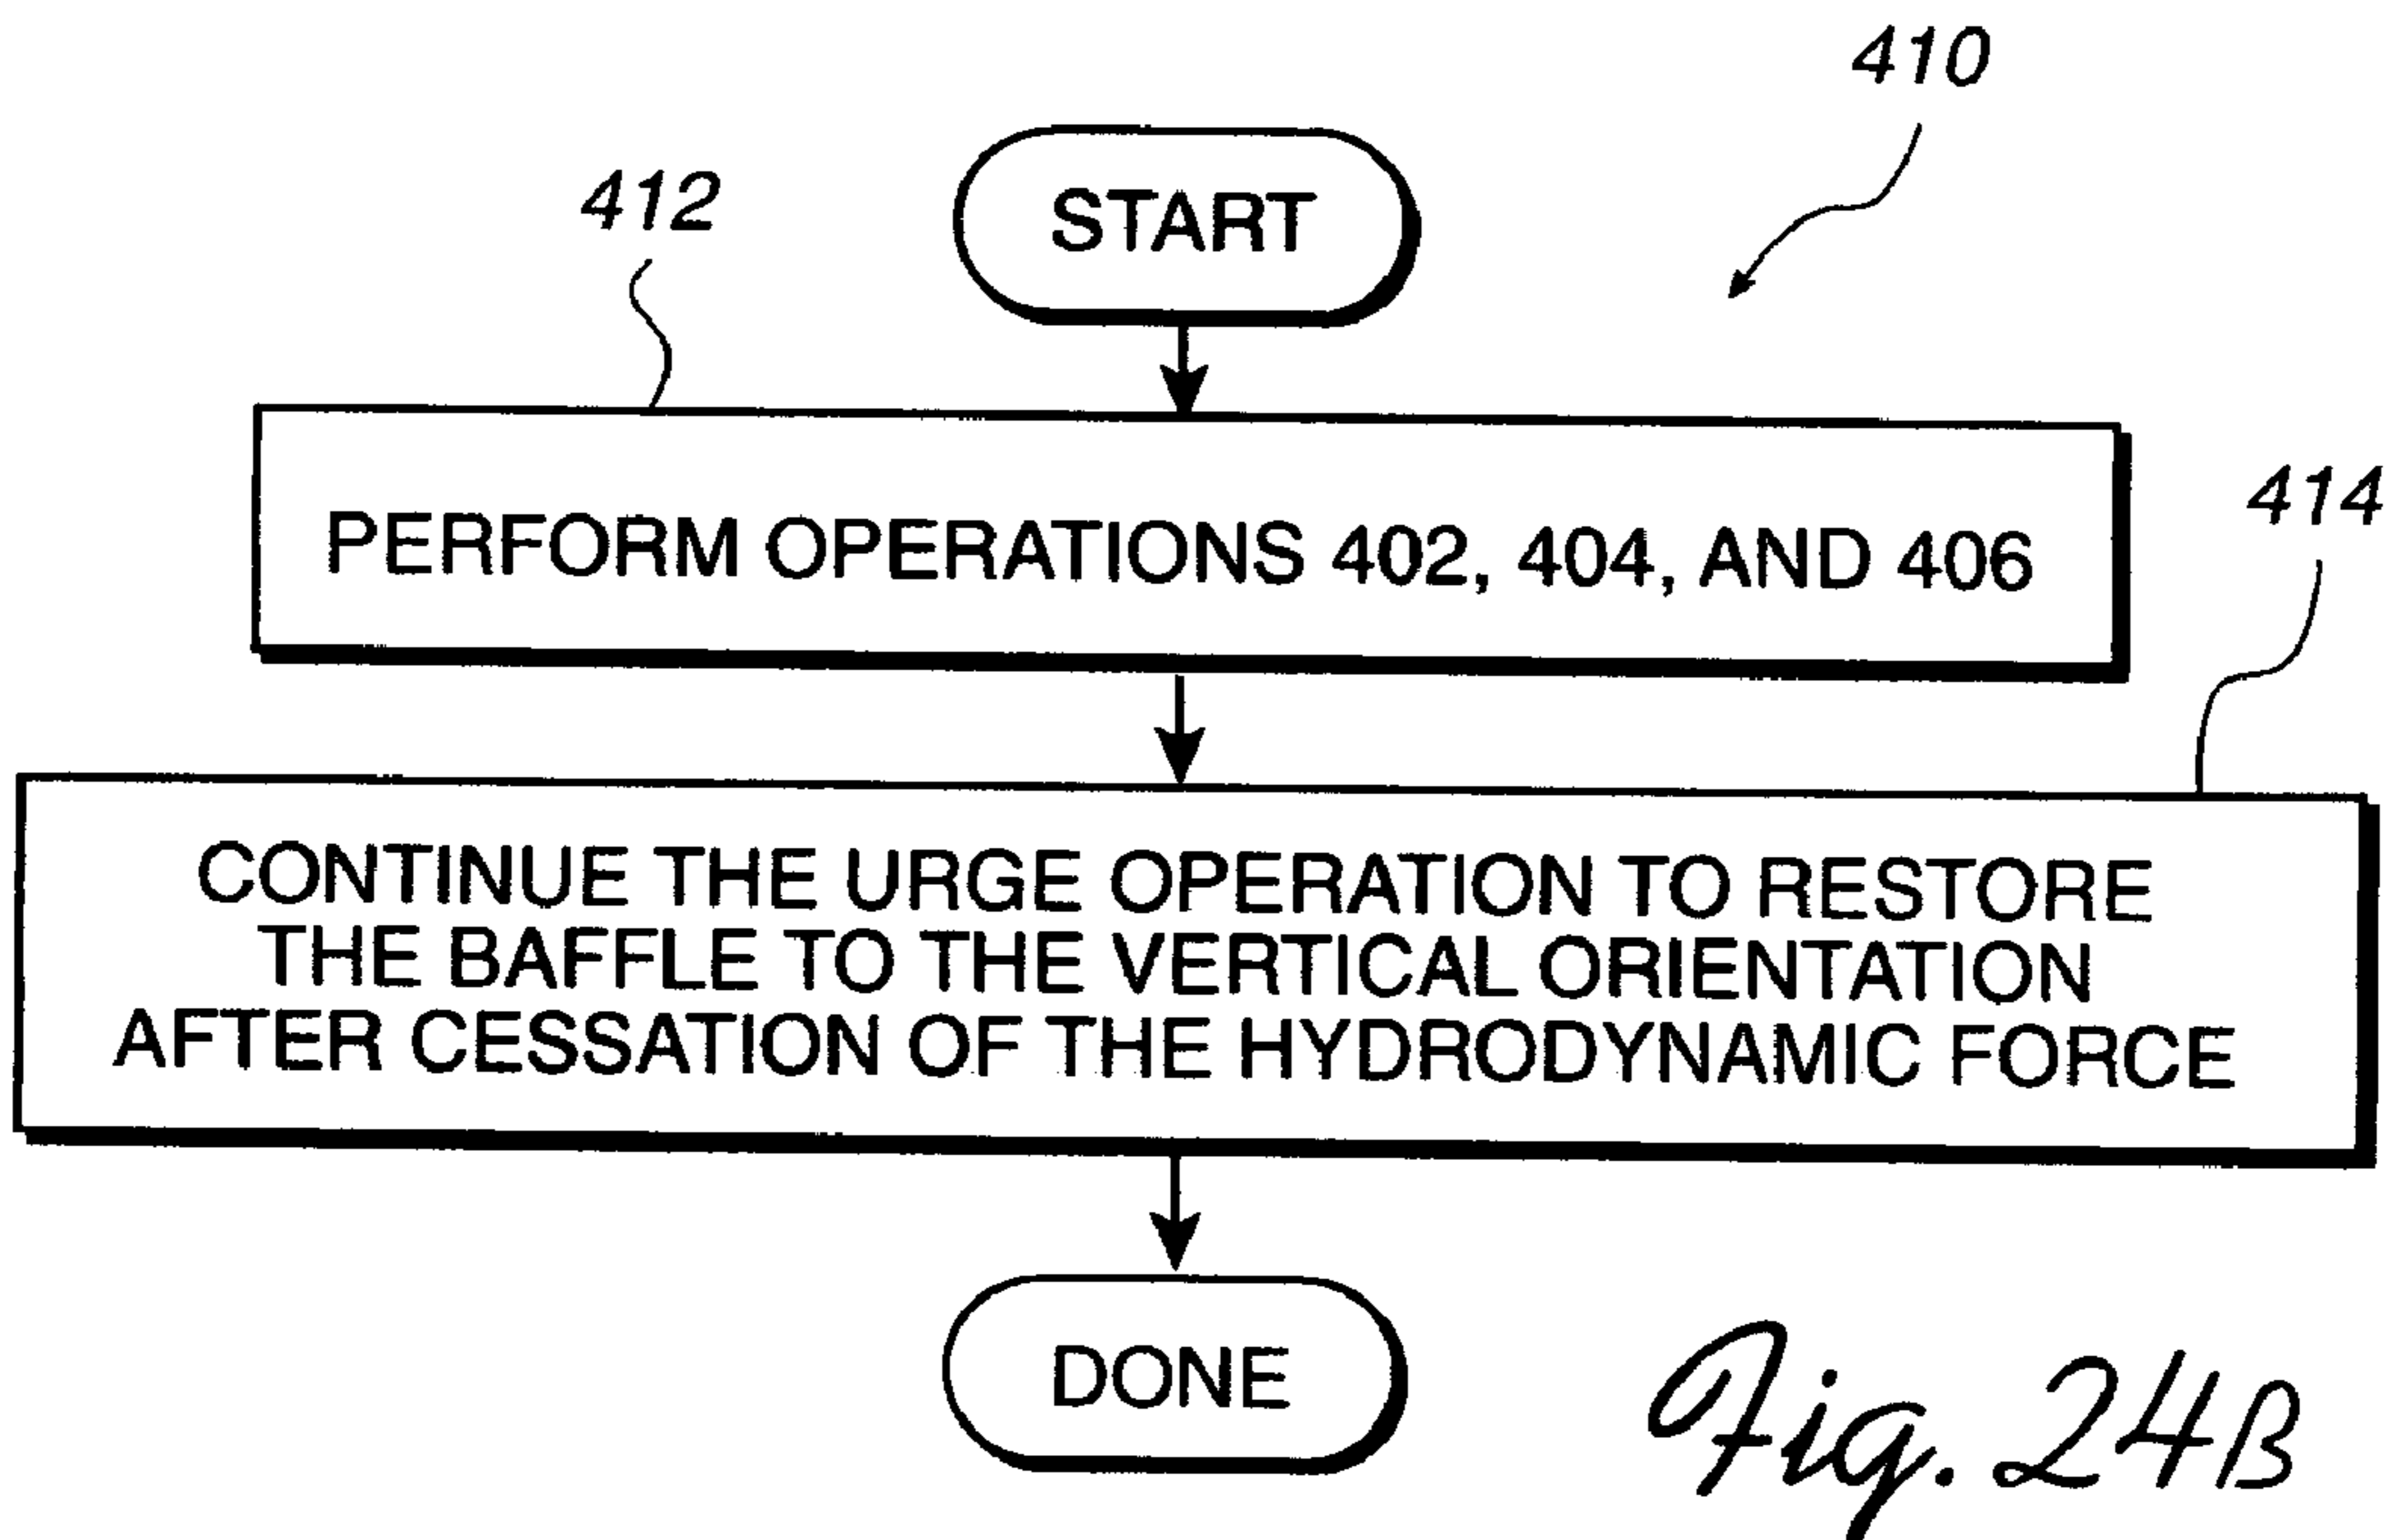 410
412
START
PERFORM OPERATIONS 402, 404, AND 406
414
CONTINUE THE URGE OPERATION TO RESTORE
THE BAFFLE TO THE VERTICAL ORIENTATION
AFTER CESSATION OF THE HYDRODYNAMIC FORCE
DONE
Fig. 24B